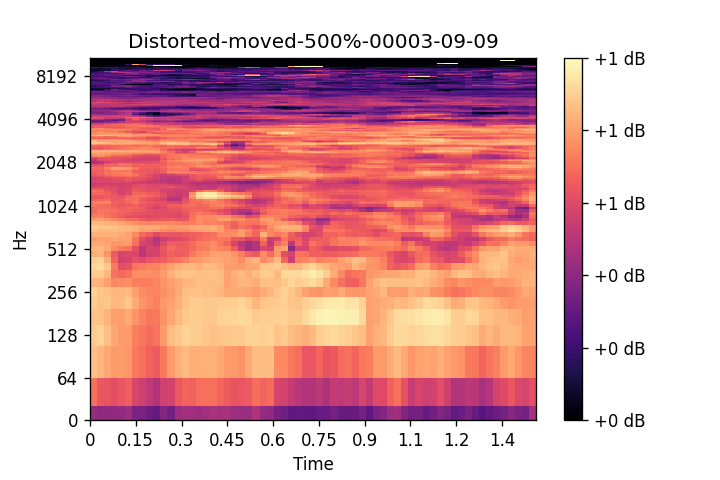 Distorted-moved-500%-00003-09-09
Hz
8192
4096
2048
1024
512
256
128
64
0
0 0.15 0.3 0.45 0.6 0.75 0.9 1.1 1.2 1.4
Time
+1 dB
+1 dB
+1 dB
+0 dB
+0 dB
+0 dB